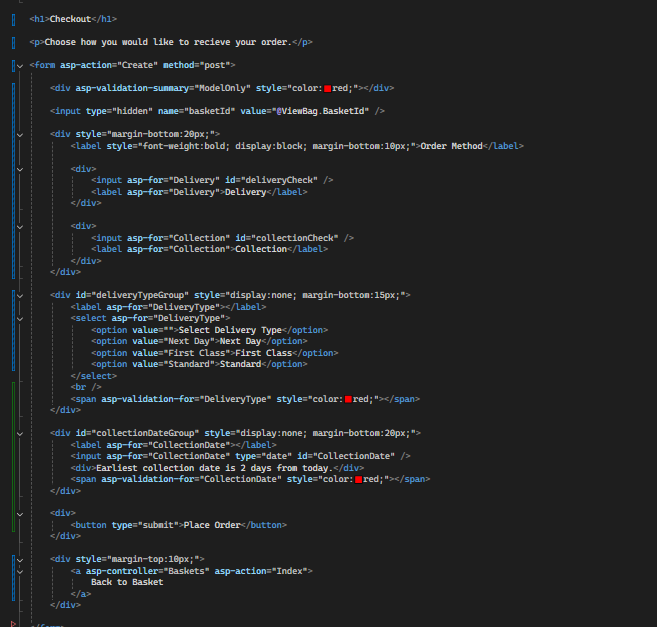 <h1>Checkout</h1>
<p>Choose how you would like to recieve your order.</p>
<form asp-action="Create" method="post">
<div asp-validation-summary="ModelOnly" style="color:red;"></div>
<input type="hidden" name="basketId" value="@ViewBag.BasketId" />
<div style="margin-bottom:20px;">
<label style="font-weight:bold; display:block; margin-bottom:10px;">Order Method</label>
<div>
<input asp-for="Delivery" id="deliveryCheck" />
<label asp-for="Delivery">Delivery</label>
</div>
<div>
<input asp-for="Collection" id="collectionCheck" />
<label asp-for="Collection">Collection</label>
</div>
</div>
<div id="deliveryTypeGroup" style="display:none; margin-bottom:15px;">
<label asp-for="DeliveryType"></label>
<select asp-for="DeliveryType">
<option value="">Select Delivery Type</option>
<option value="Next Day">Next Day</option>
<option value="First Class">First Class</option>
<option value="Standard">Standard</option>
</select>
<br />
<span asp-validation-for="DeliveryType" style="color:red;"></span>
</div>
<div id="collectionDateGroup" style="display:none; margin-bottom:20px;">
<label asp-for="CollectionDate"></label>
<input asp-for="CollectionDate" type="date" id="CollectionDate" />
<div>Earliest collection date is 2 days from today.</div>
<span asp-validation-for="CollectionDate" style="color:red;"></span>
</div>
<div>
<button type="submit">Place Order</button>
</div>
<div style="margin-top:10px;">
<a asp-controller="Baskets" asp-action="Index">
Back to Basket
</a>
</div>